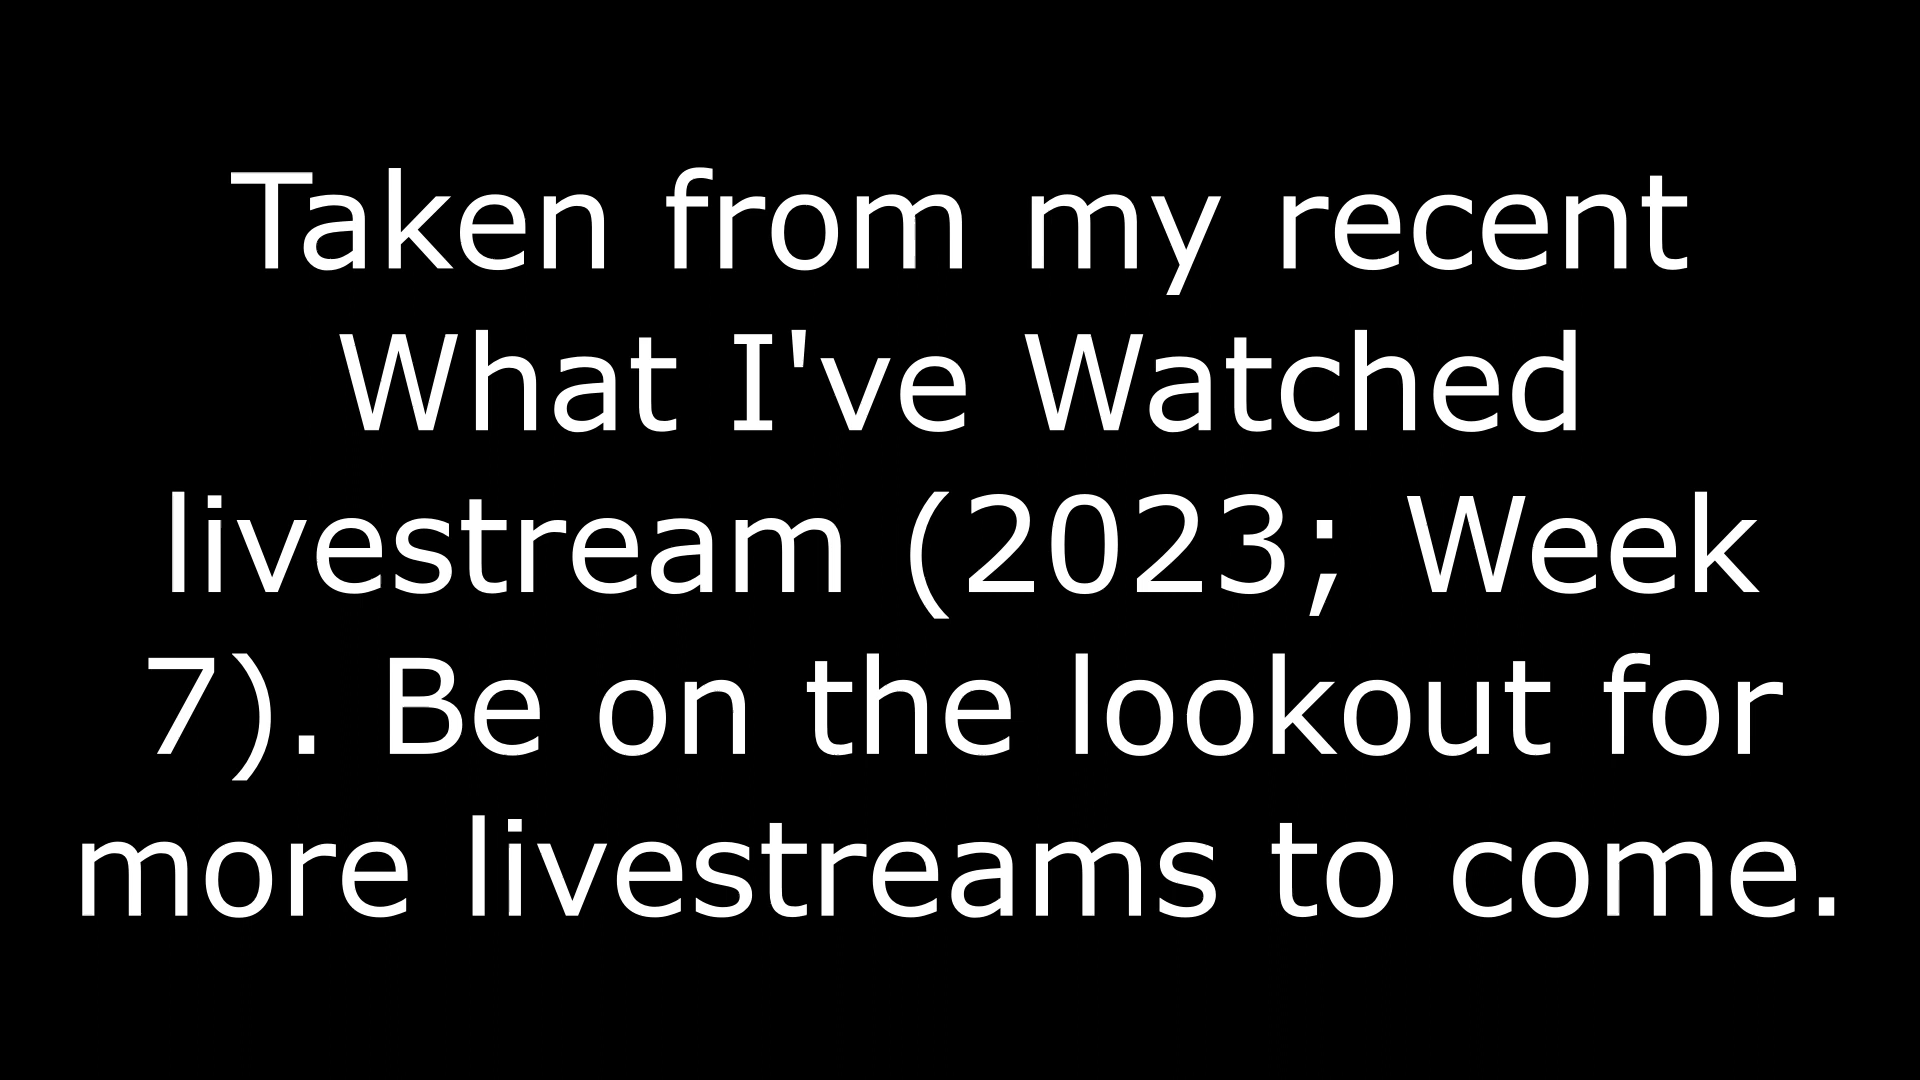 Taken from my recent
What I've Watched
livestream (2023; Week
7). Be on the lookout for
more livestreams to come.